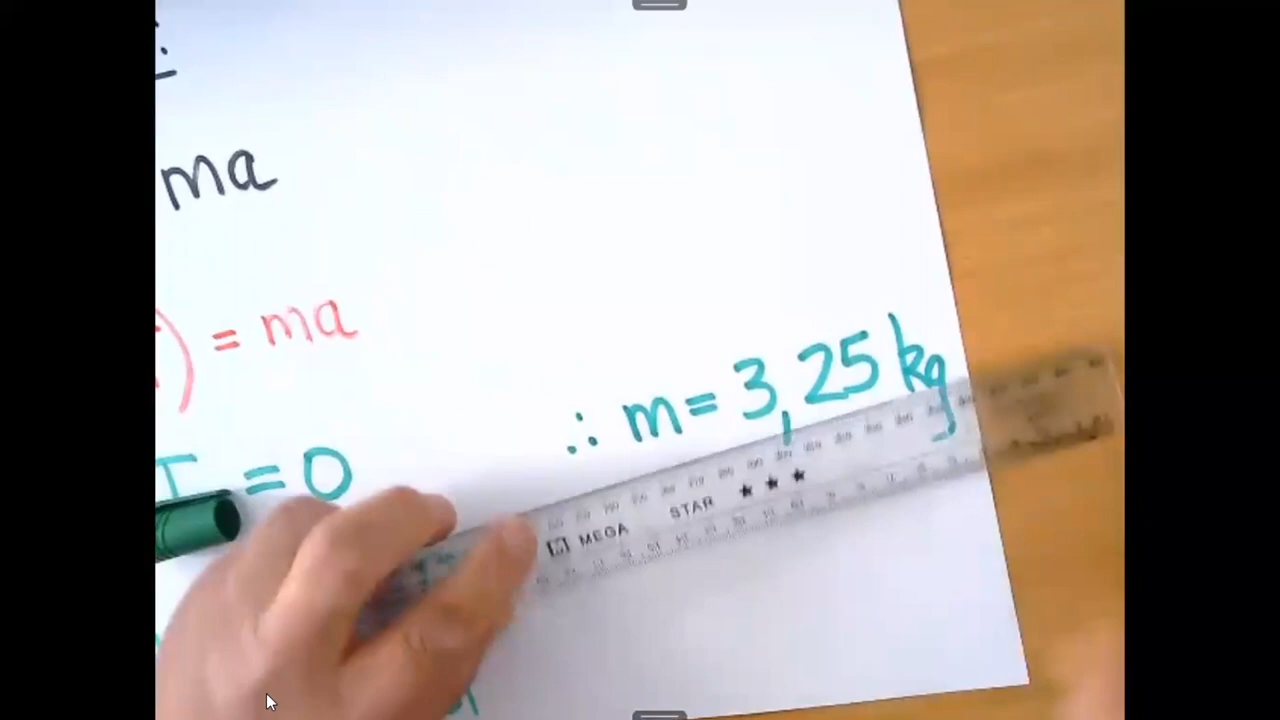 ma
) = ma
∴ m = 3,25 kg
T = 0
MEGA STAR ★★★